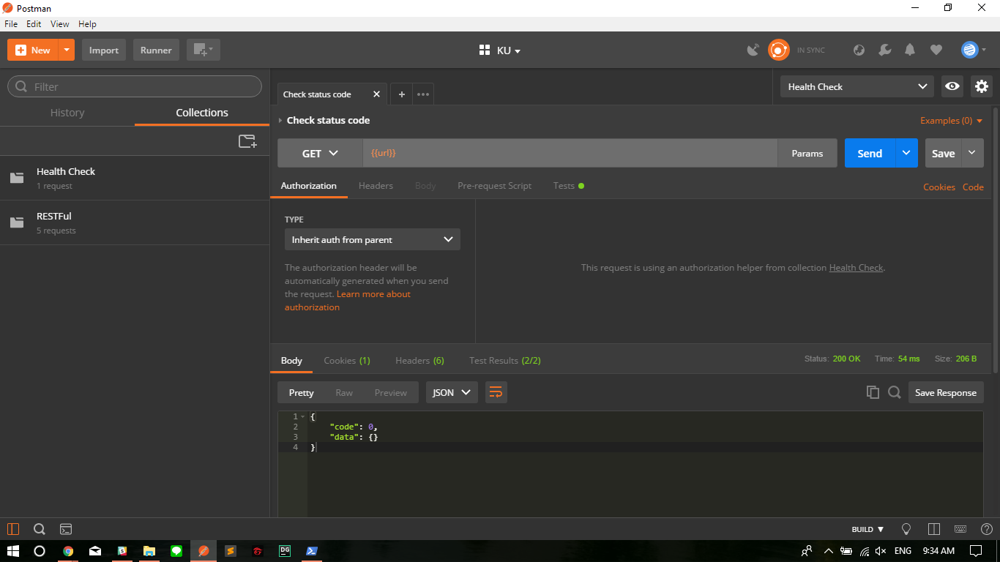 Postman
File Edit View Help
New Import Runner KU IN SYNC
Filter
History Collections
Health Check
1 request
RESTFul
5 requests
Check status code Health Check
Check status code Examples (0)
GET {{url}} Params Send Save
Authorization Headers Body Pre-request Script Tests Cookies Code
TYPE
Inherit auth from parent
The authorization header will be
automatically generated when you send
the request. Learn more about
authorization
This request is using an authorization helper from collection Health Check.
Body Cookies (1) Headers (6) Test Results (2/2) Status: 200 OK Time: 54 ms Size: 206 B
Pretty Raw Preview JSON Save Response
1 {
2 "code": 0,
3 "data": {}
4 }
BUILD
DG
ENG 9:34 AM